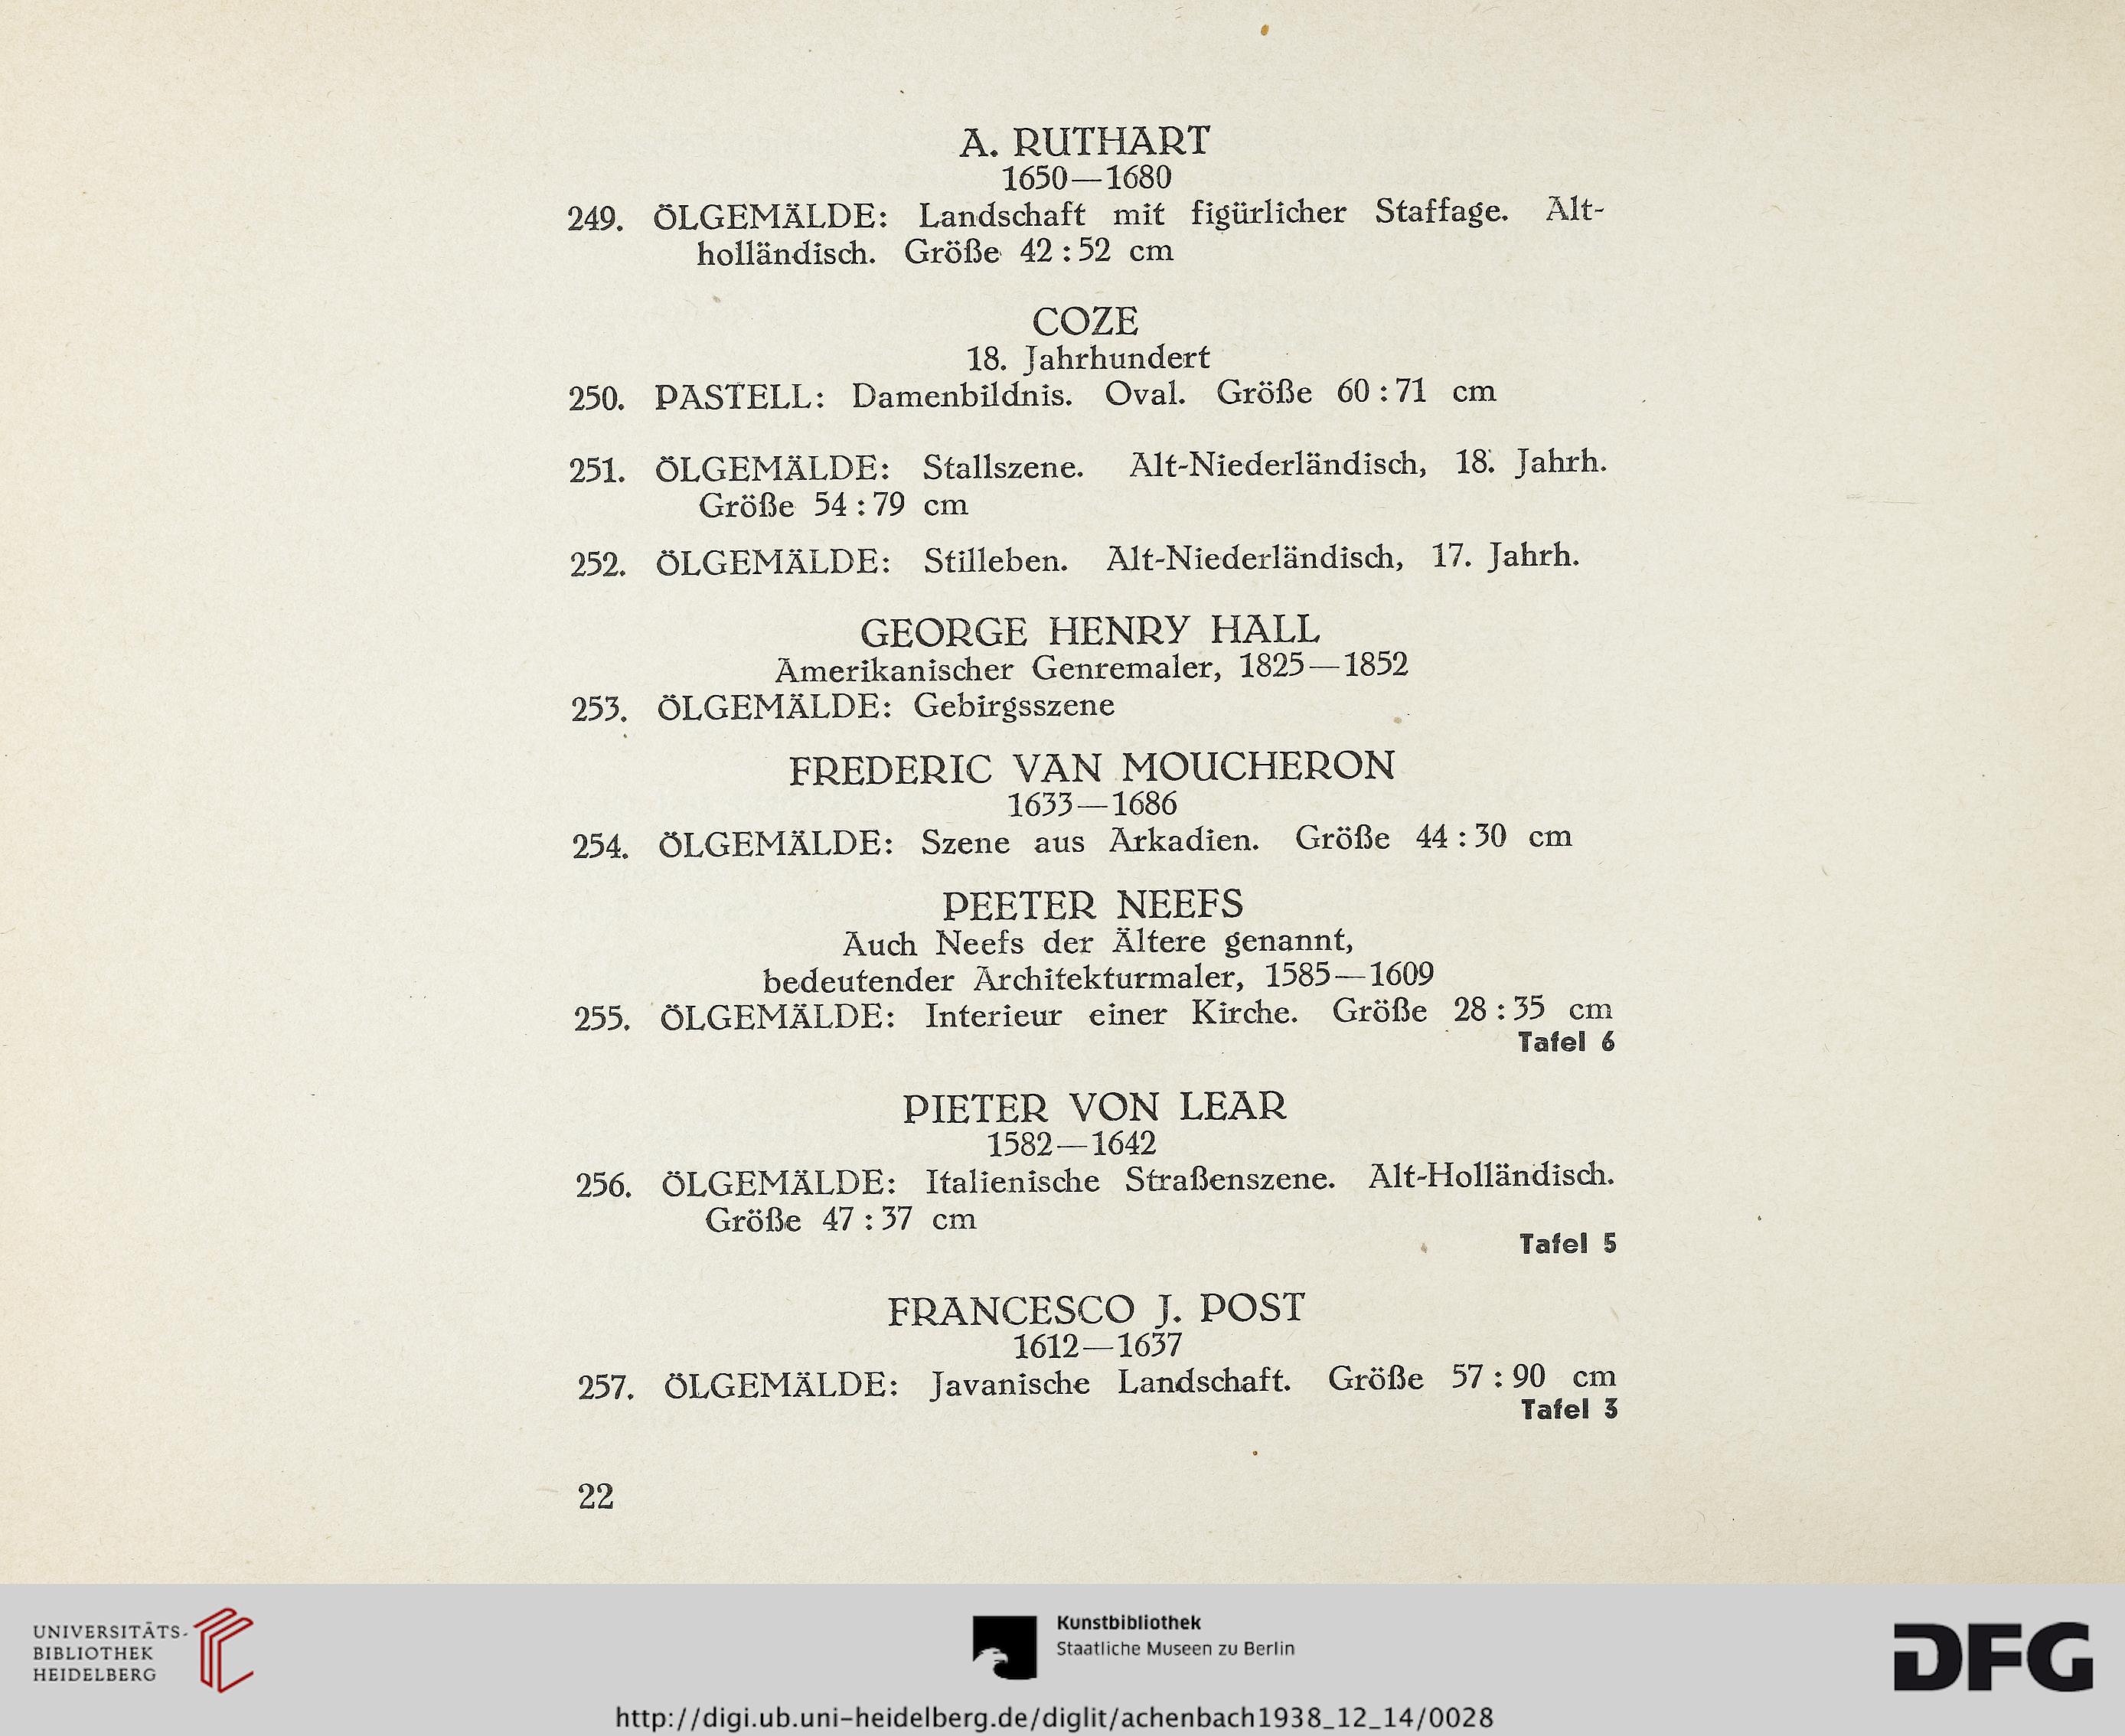 A. RUTHART
1650—1680
249. ÖLGEMÄLDE: Landschaft mit figürlicher Staffage. Alt-
holländisch. Größe 42 : 52 cm
COZE
18. Jahrhundert
250. PASTELL: Damenbildnis. Oval. Größe 60 : 71 cm
251. ÖLGEMÄLDE: Stallszene. Alt-Niederländisch, 18. Jahrh.
Größe 54 : 79 cm
252. ÖLGEMÄLDE: Stilleben. Alt-Niederländisch, 17. Jahrh.
GEORGE HENRY HALL
Amerikanischer Genremaler, 1825—1852
253. ÖLGEMÄLDE: Gebirgsszene
FREDERIC VAN MOUCHERON
1633—1686
254. ÖLGEMÄLDE: Szene aus Arkadien. Größe 44 : 30 cm
PEETER NEEFS
Auch Neefs der Ältere genannt,
bedeutender Architekturmaler, 1585—1609
255. ÖLGEMÄLDE: Interieur einer Kirche. Größe 28 : 35 cm
Tafel 6
PIETER VON LEAR
1582—1642
256. ÖLGEMÄLDE: Italienische Straßenszene. Alt-Holländisch.
Größe 47 : 37 cm
Tafel 5
FRANCESCO J. POST
1612—1637
257. ÖLGEMÄLDE: Javanische Landschaft. Größe 57 : 90 cm
Tafel 3
22
UNIVERSITÄTS-
BIBLIOTHEK
HEIDELBERG
Kunstbibliothek
Staatliche Museen zu Berlin
DFG
http://digi.ub.uni-heidelberg.de/diglit/achenbach1938_12_14/0028